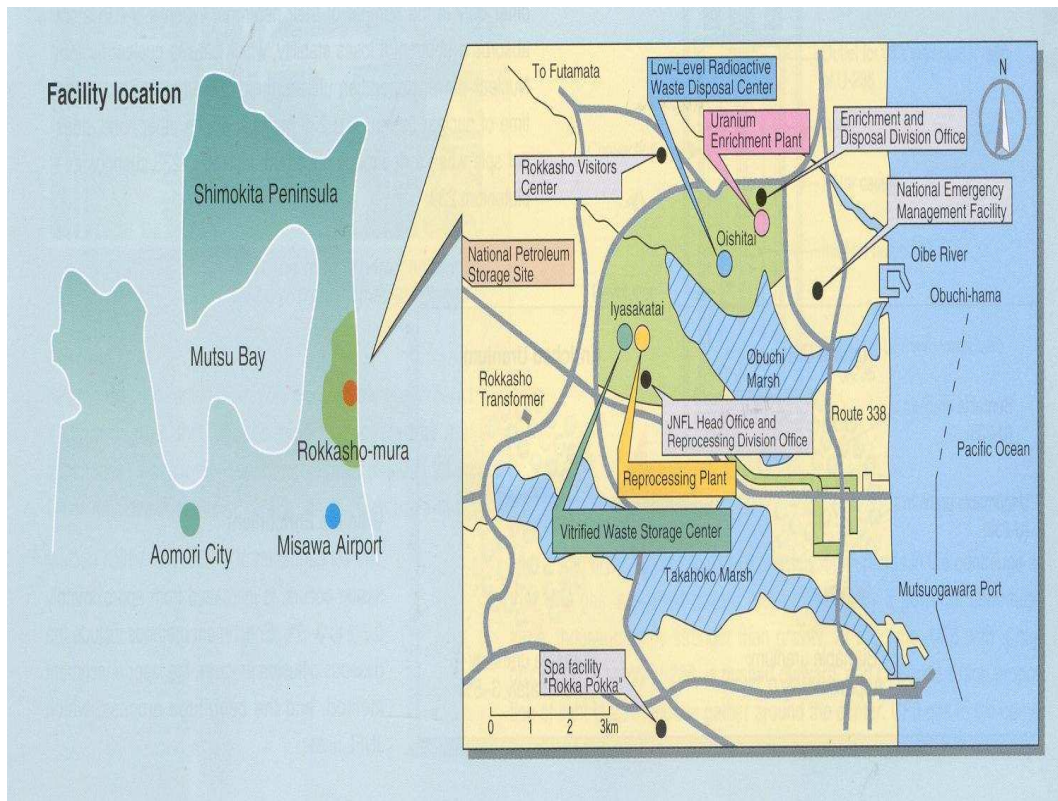 Facility location
Shimokita Peninsula
Mutsu Bay
Rokkasho-mura
Aomori City
Misawa Airport
To Futamata
Low-Level Radioactive
Waste Disposal Center
Uranium
Enrichment Plant
Enrichment and
Disposal Division Office
N
Rokkasho Visitors
Center
National Emergency
Management Facility
Oishitai
National Petroleum
Storage Site
Oibe River
Obuchi-hama
Iyasakatai
Obuchi
Marsh
Rokkasho
Transformer
JNFL Head Office and
Reprocessing Division Office
Route 338
Pacific Ocean
Reprocessing Plant
Vitrified Waste Storage Center
Takahoko Marsh
Mutsuogawara Port
Spa facility
"Rokka Pokka"
0 1 2 3km